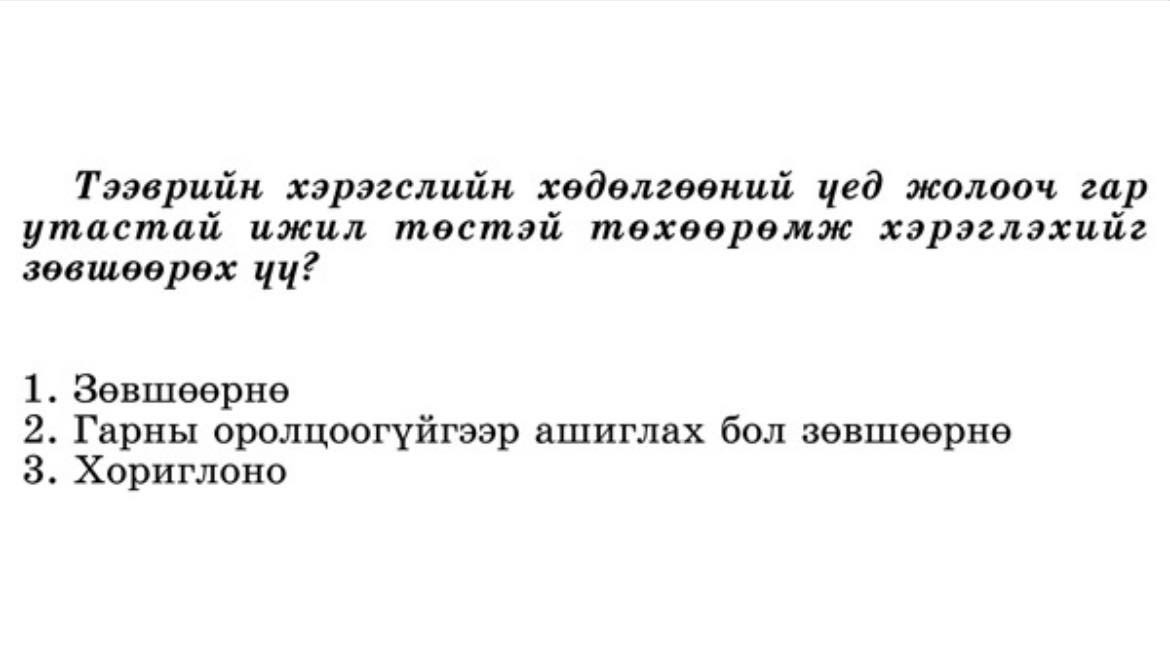 Тээврийн хэрэгслийн хөдөлгөөний үед жолооч гар
утастай ижил төстэй төхөөрөмж хэрэглэхийг
зөвшөөрөх үү?
1. Зөвшөөрнө
2. Гарны оролцоогүйгээр ашиглах бол зөвшөөрнө
3. Хориглоно